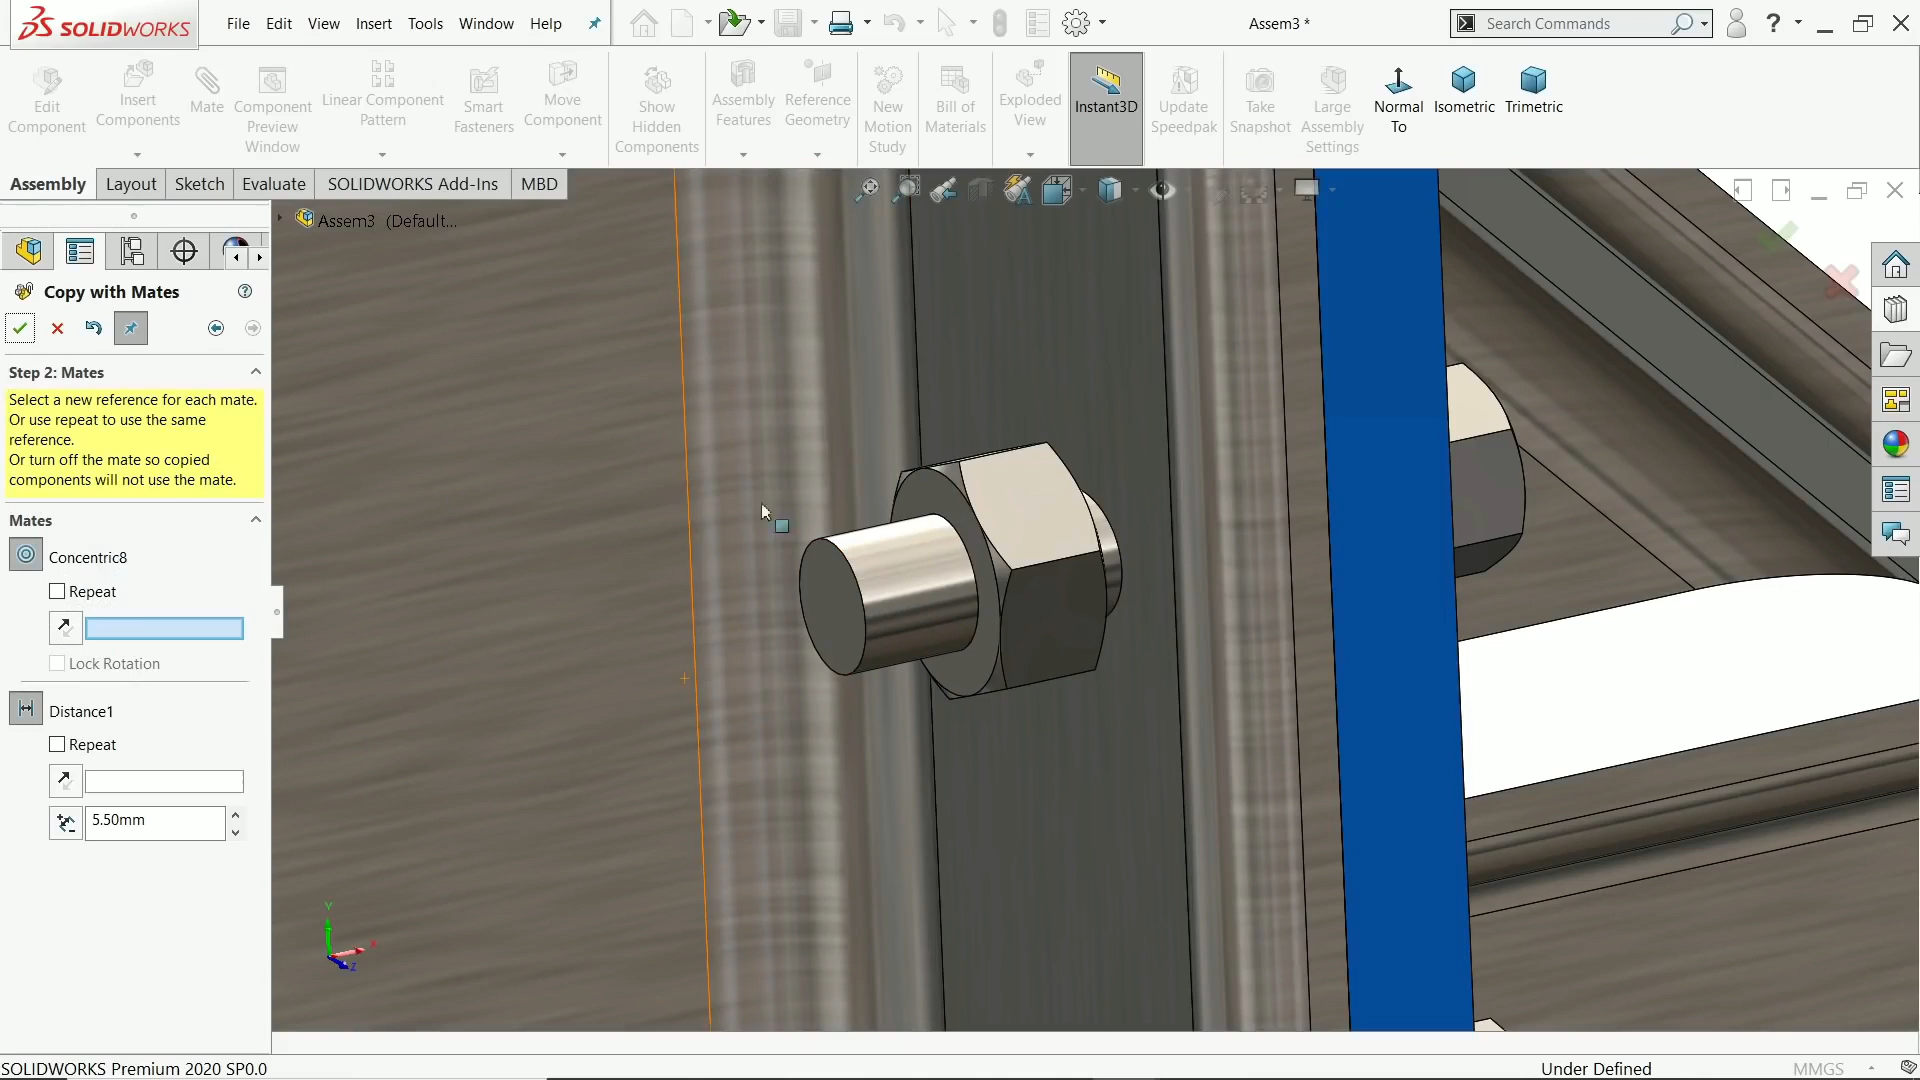 SOLIDWORKS
File Edit View Insert Tools Window Help
Assem3 *
Search Commands
?
Edit Component
Insert Components
Mate
Component Preview Window
Linear Component Pattern
Smart Fasteners
Move Component
Show Hidden Components
Assembly Features
Reference Geometry
New Motion Study
Bill of Materials
Exploded View
Instant3D
Update Speedpak
Take Snapshot
Large Assembly Settings
Normal To
Isometric
Trimetric
Assembly Layout Sketch Evaluate SOLIDWORKS Add-Ins MBD
Assem3 (Default...
Copy with Mates
Step 2: Mates
Select a new reference for each mate.
Or use repeat to use the same
reference.
Or turn off the mate so copied
components will not use the mate.
Mates
Concentric8
Repeat
Lock Rotation
Distance1
Repeat
5.50mm
Y
X
Z
SOLIDWORKS Premium 2020 SP0.0
Under Defined
MMGS